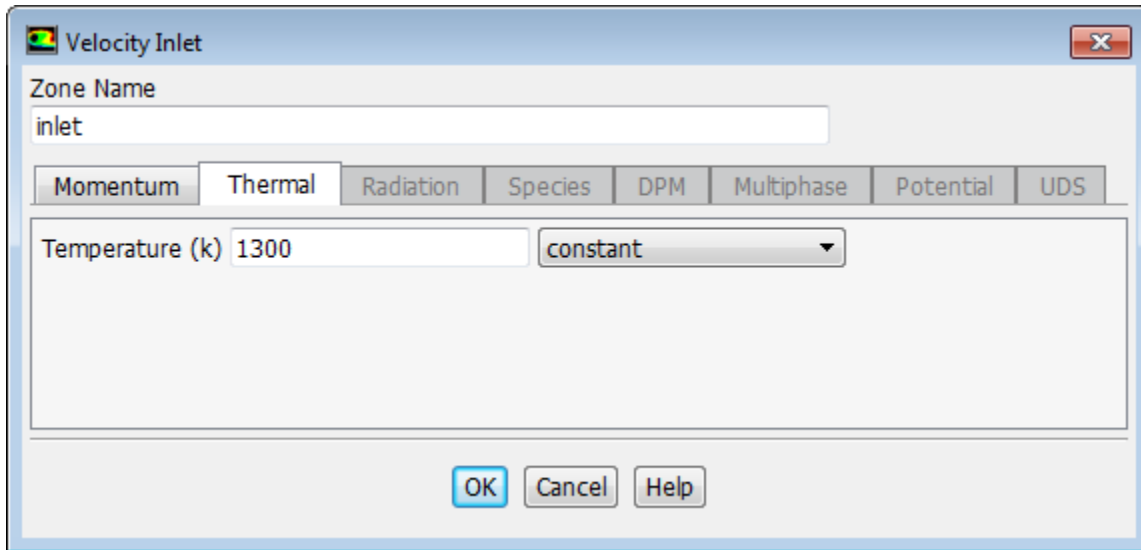 Velocity Inlet
Zone Name
inlet
Momentum Thermal Radiation Species DPM Multiphase Potential UDS
Temperature (k) 1300 constant
OK Cancel Help